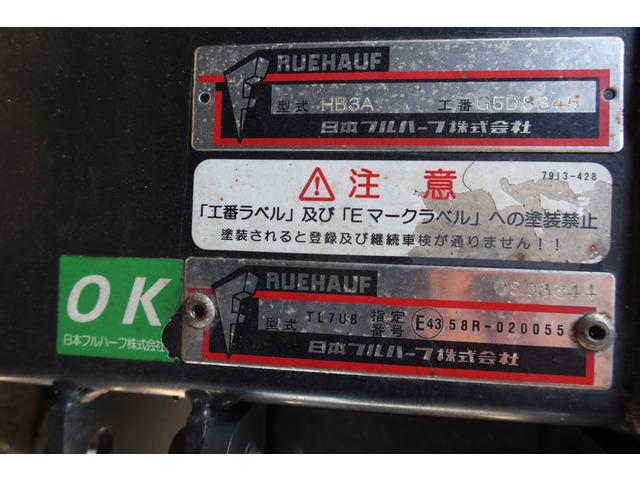 FRUEHAUF
型式 HB3A 工番 G5D8845
日本フルハーフ株式会社
注意 7913-428
「工番ラベル」及び「Eマークラベル」への塗装禁止
塗装されると登録及び継続車検が通りません!!
OK
日本フルハーフ株式会社
FRUEHAUF
型式 TL7UB 指定番号 E43 58R-020055
日本フルハーフ株式会社